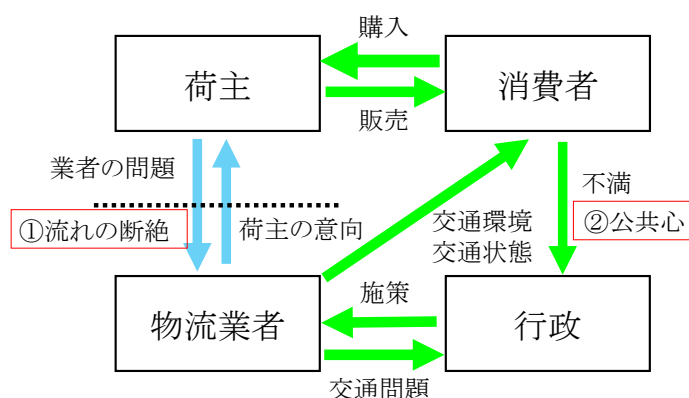 購入
荷主
消費者
販売
業者の問題
不満
①流れの断絶
荷主の意向
交通環境
交通状態
②公共心
施策
物流業者
行政
交通問題